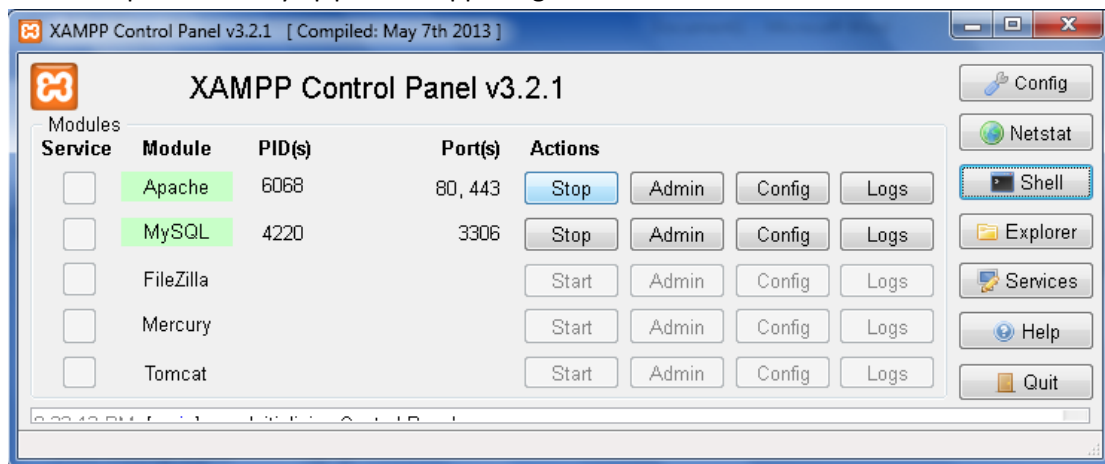 XAMPP Control Panel v3.2.1 [ Compiled: May 7th 2013 ]
XAMPP Control Panel v3.2.1
Config
Modules
Netstat
Service Module PID(s) Port(s) Actions
Apache 6068 80, 443 Stop Admin Config Logs
Shell
MySQL 4220 3306 Stop Admin Config Logs
Explorer
FileZilla Start Admin Config Logs
Services
Mercury Start Admin Config Logs
Help
Tomcat Start Admin Config Logs
Quit